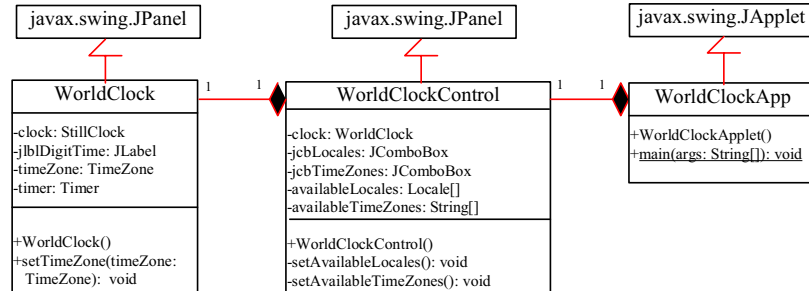 javax.swing.JPanel
javax.swing.JPanel
javax.swing.JApplet
WorldClock
-clock: StillClock
-jlblDigitTime: JLabel
-timeZone: TimeZone
-timer: Timer
+WorldClock()
+setTimeZone(timeZone:
TimeZone): void
1
1
WorldClockControl
-clock: WorldClock
-jcbLocales: JComboBox
-jcbTimeZones: JComboBox
-availableLocales: Locale[]
-availableTimeZones: String[]
+WorldClockControl()
-setAvailableLocales(): void
-setAvailableTimeZones(): void
1
1
WorldClockApp
+WorldClockApplet()
+main(args: String[]): void